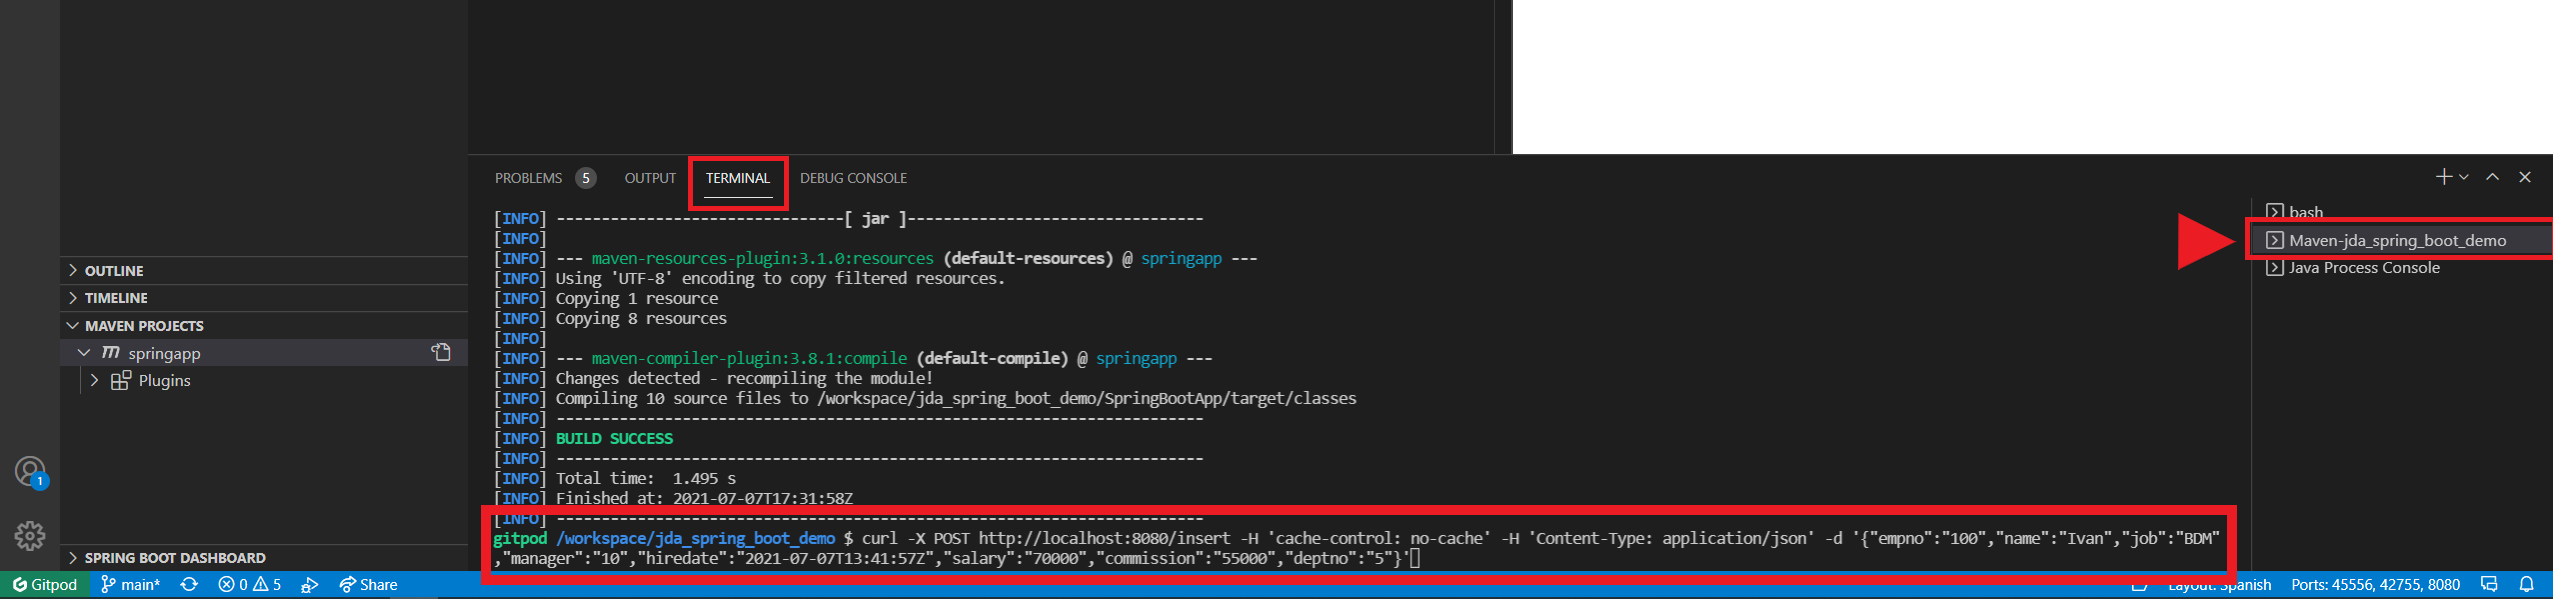 PROBLEMS 5 OUTPUT TERMINAL DEBUG CONSOLE
[INFO] --------------------------------[ jar ]---------------------------------
[INFO]
[INFO] --- maven-resources-plugin:3.1.0:resources (default-resources) @ springapp ---
[INFO] Using 'UTF-8' encoding to copy filtered resources.
[INFO] Copying 1 resource
[INFO] Copying 8 resources
[INFO]
[INFO] --- maven-compiler-plugin:3.8.1:compile (default-compile) @ springapp ---
[INFO] Changes detected - recompiling the module!
[INFO] Compiling 10 source files to /workspace/jda_spring_boot_demo/SpringBootApp/target/classes
[INFO] ------------------------------------------------------------------------
[INFO] BUILD SUCCESS
[INFO] ------------------------------------------------------------------------
[INFO] Total time:  1.495 s
[INFO] Finished at: 2021-07-07T17:31:58Z
[INFO] ------------------------------------------------------------------------
gitpod /workspace/jda_spring_boot_demo $ curl -X POST http://localhost:8080/insert -H 'cache-control: no-cache' -H 'Content-Type: application/json' -d '{"empno":"100","name":"Ivan","job":"BDM"
,"manager":"10","hiredate":"2021-07-07T13:41:57Z","salary":"70000","commission":"55000","deptno":"5"}'
bash
Maven-jda_spring_boot_demo
Java Process Console
OUTLINE
TIMELINE
MAVEN PROJECTS
springapp
Plugins
SPRING BOOT DASHBOARD
1
Gitpod main* 0 5 Share Layout: Spanish Ports: 45556, 42755, 8080